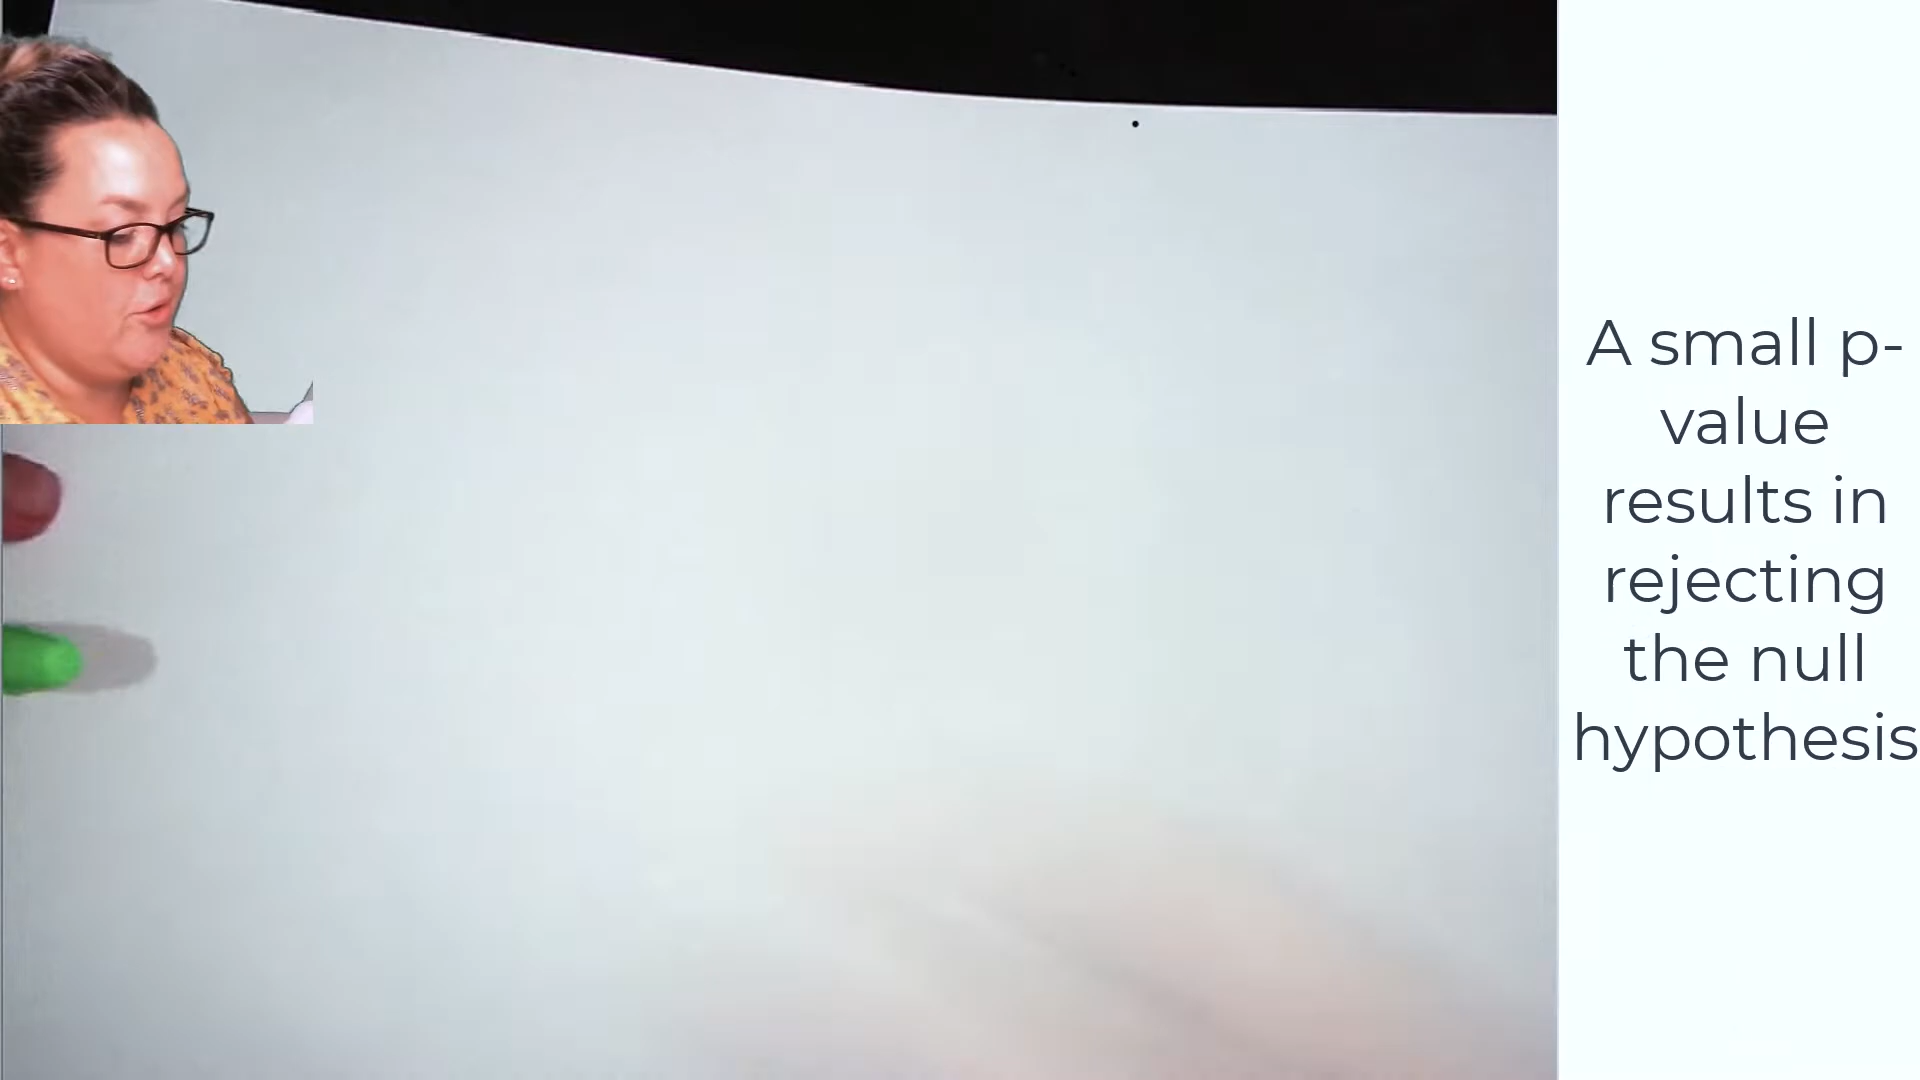 A small p-
value
results in
rejecting
the null
hypothesis